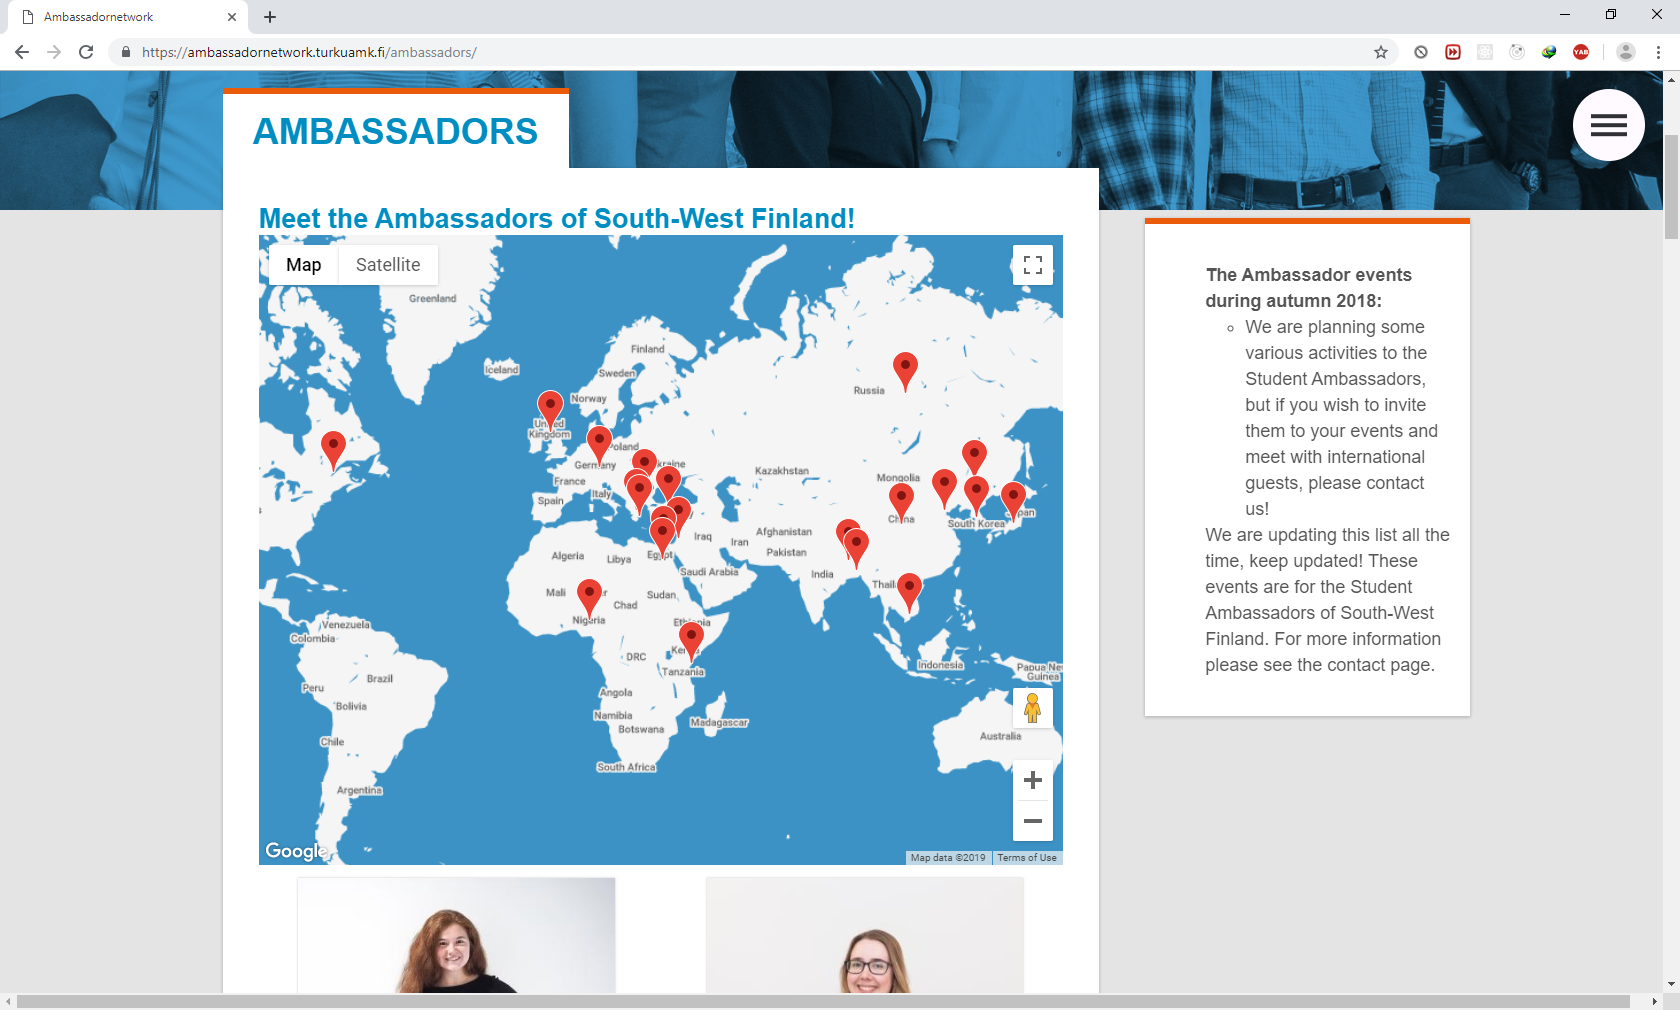 Ambassadornetwork
https://ambassadornetwork.turkuamk.fi/ambassadors/
YAB
AMBASSADORS
Meet the Ambassadors of South-West Finland!
Map
Satellite
Greenland
Iceland
Finland
Sweden
Norway
Russia
Kingdom
Poland
Germany
France
Italy
Spain
Kazakhstan
Mongolia
China
South Korea
Afghanistan
Iraq
Iran
Pakistan
Algeria
Libya
Egypt
Saudi Arabia
India
Mali
Chad
Sudan
Nigeria
DRC
Tanzania
Venezuela
Colombia
Brazil
Peru
Bolivia
Chile
Argentina
Angola
Namibia
Botswana
Madagascar
South Africa
Indonesia
Papua New
Guinea
Australia
Google
Map data ©2019
Terms of Use
The Ambassador events
during autumn 2018:
We are planning some
various activities to the
Student Ambassadors,
but if you wish to invite
them to your events and
meet with international
guests, please contact
us!
We are updating this list all the
time, keep updated! These
events are for the Student
Ambassadors of South-West
Finland. For more information
please see the contact page.